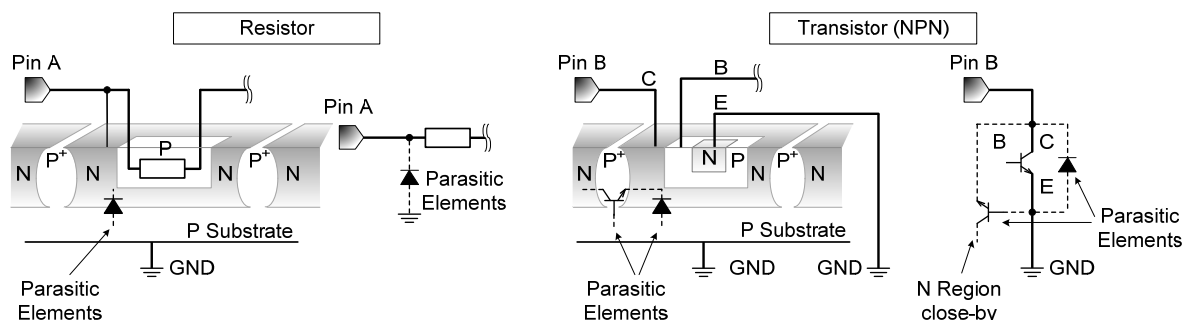 Resistor
Transistor (NPN)
Pin A
Pin A
N
P+
N
P
N
P+
N
Parasitic
Elements
P Substrate
GND
Parasitic
Elements
Pin B
C
B
E
N
P+
N
N
P
N
P+
N
P Substrate
GND
GND
Parasitic
Elements
Pin B
B
C
E
Parasitic
Elements
GND
N Region
close-by